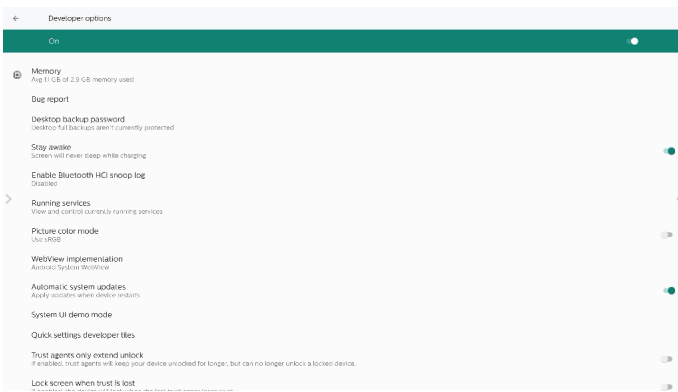 Developer options
On
Memory
Avg 1.1 GB of 2.9 GB memory used
Bug report
Desktop backup password
Desktop full backups aren't currently protected
Stay awake
Screen will never sleep while charging
Enable Bluetooth HCI snoop log
Disabled
Running services
View and control currently running services
Picture color mode
Use sRGB
WebView implementation
Android System WebView
Automatic system updates
Apply updates when device restarts
System UI demo mode
Quick settings developer tiles
Trust agents only extend unlock
If enabled, trust agents will keep your device unlocked for longer, but can no longer unlock a locked device.
Lock screen when trust is lost